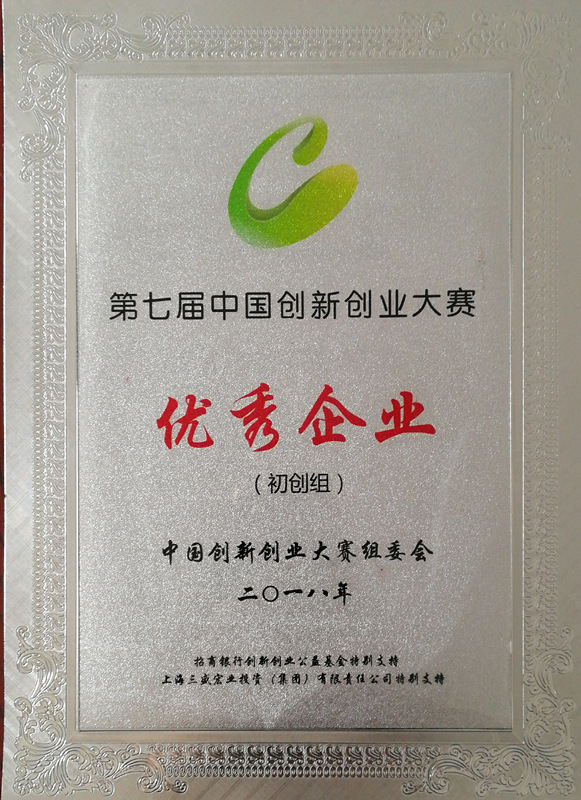 第七届中国创新创业大赛
优秀企业
（初创组）
中国创新创业大赛组委会
二〇一八年
招商银行创新创业公益基金特别支持
上海三盛宏业投资（集团）有限责任公司特别支持